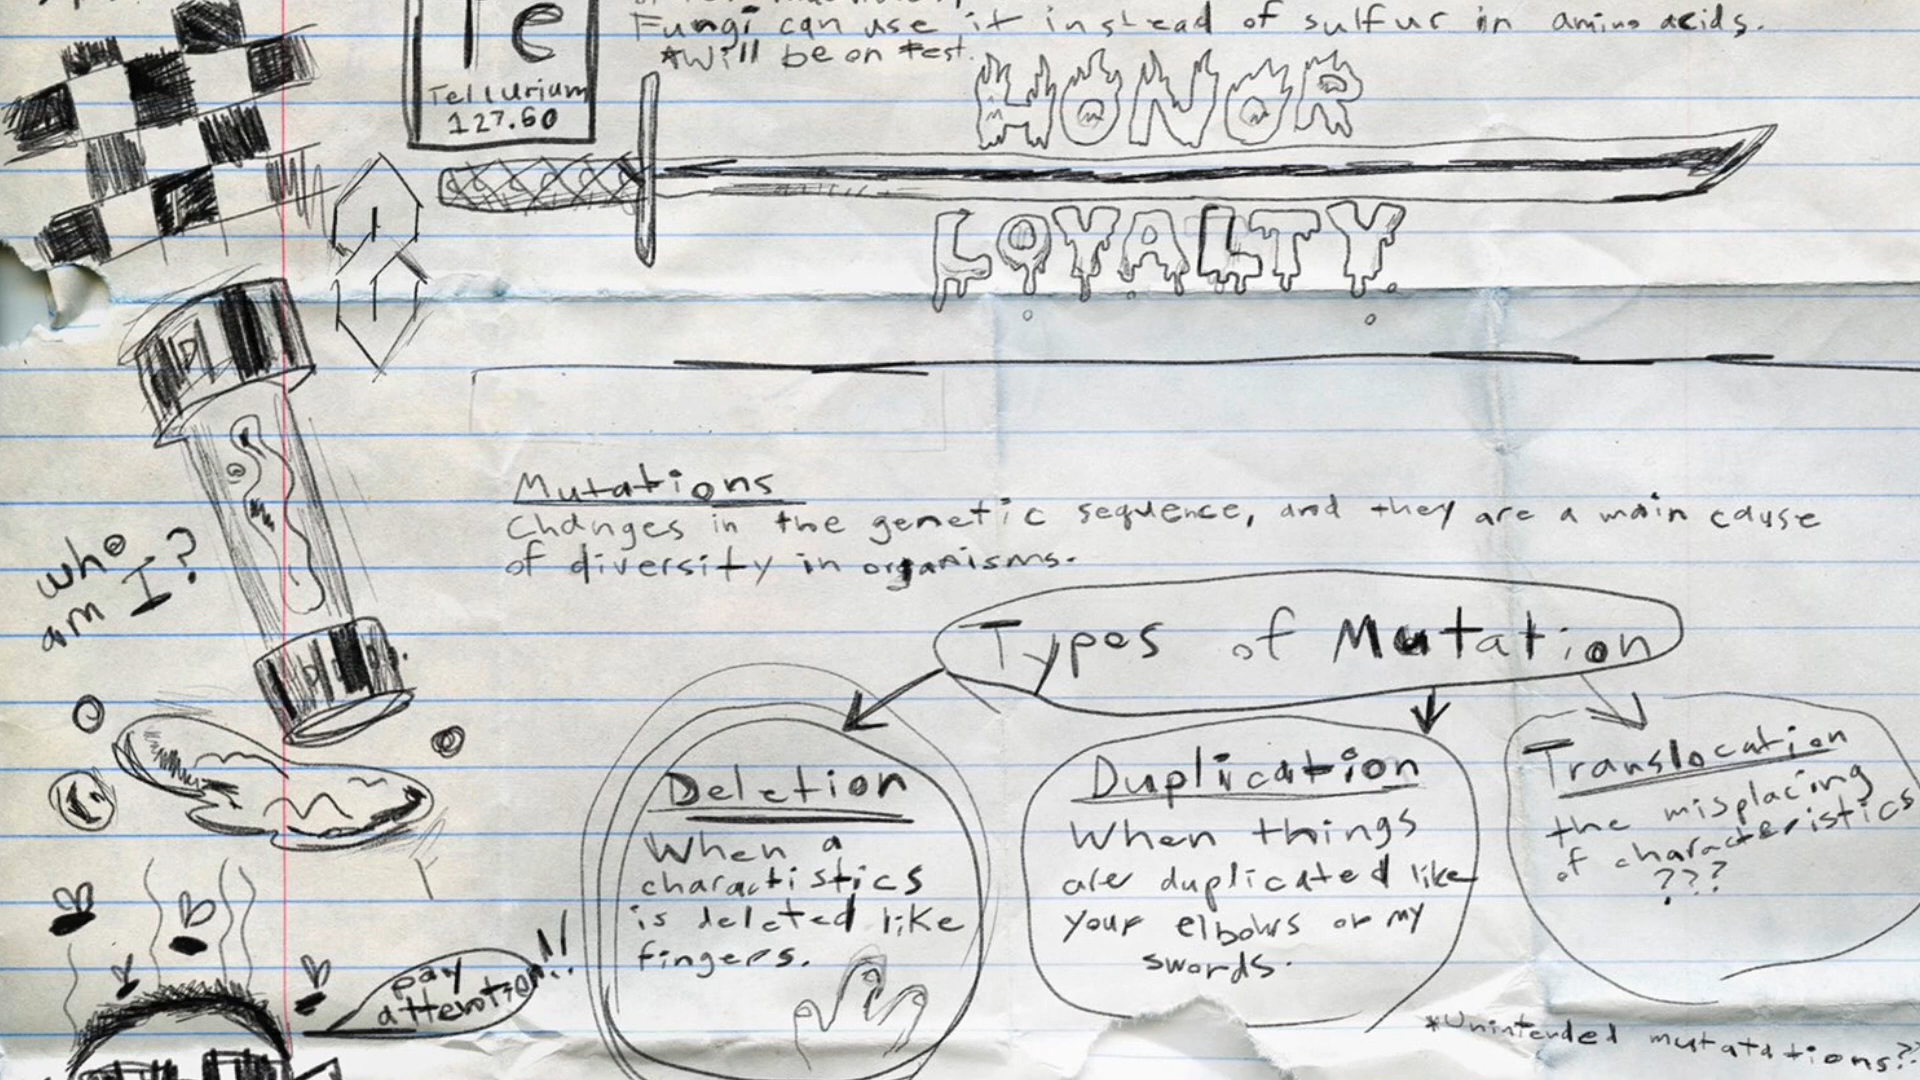 Te
Tellurium
127.60
Fungi can use it instead of sulfur in amino acids.
*Will be on test.
HONOR
LOYALTY
Mutations
Changes in the genetic sequence, and they are a main cause
of diversity in organisms.
who
am I?
Types of Mutation
Deletion
When a
charactistics
is deleted like
fingers.
Duplication
When things
are duplicated like
your elbows or my
swords.
Translocation
the misplacing
of characteristics
???
pay
attention!!
*Unintended mutatations??